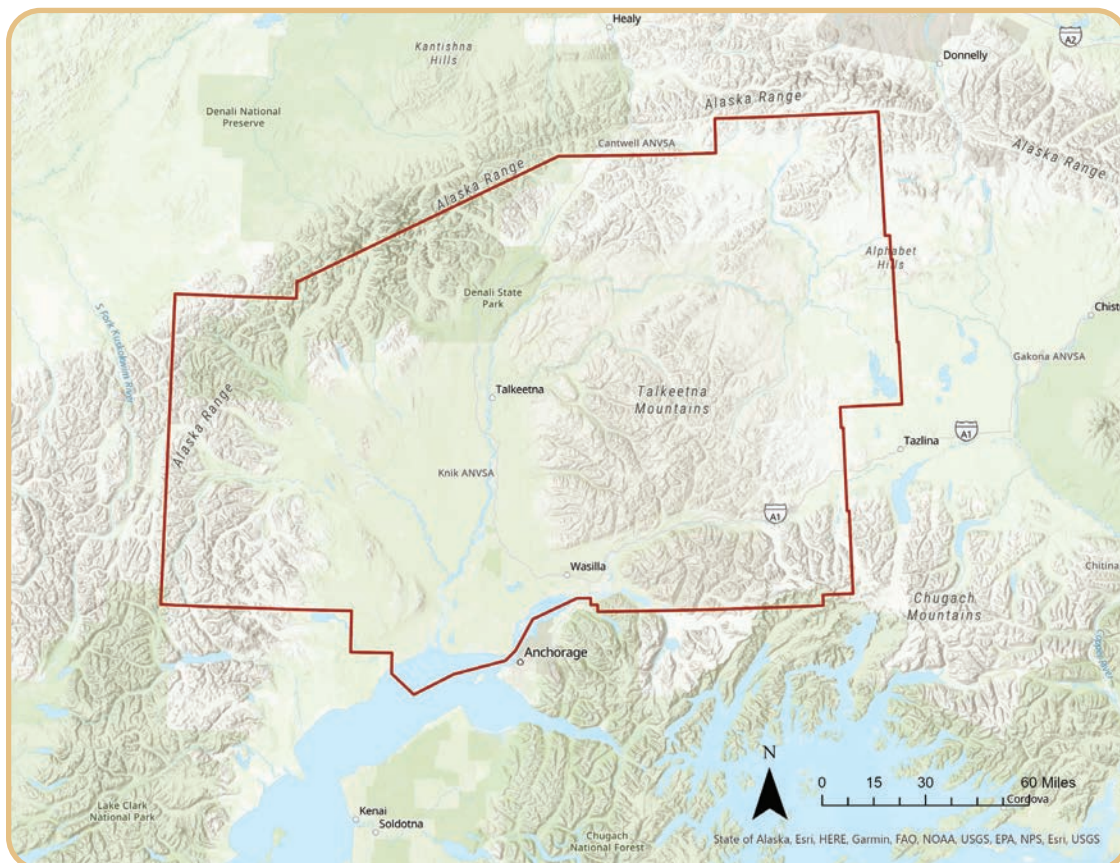 Healy
A2
Kantishna
Hills
Donnelly
Alaska Range
Denali National
Preserve
Cantwell ANVSA
Alaska Range
Alaska Range
Alphabet
Hills
Denali State
Park
S Fork Kuskokwim River
Gakona ANVSA
Talkeetna
Talkeetna
Mountains
Alaska Range
A1
Tazlina
Knik ANVSA
A1
Wasilla
Chitina
Chugach
Mountains
Anchorage
N
0 15 30 60 Miles
Cordova
Lake Clark
National Park
Kenai
Soldotna
Chugach
National Forest
State of Alaska, Esri, HERE, Garmin, FAO, NOAA, USGS, EPA, NPS, Esri, USGS